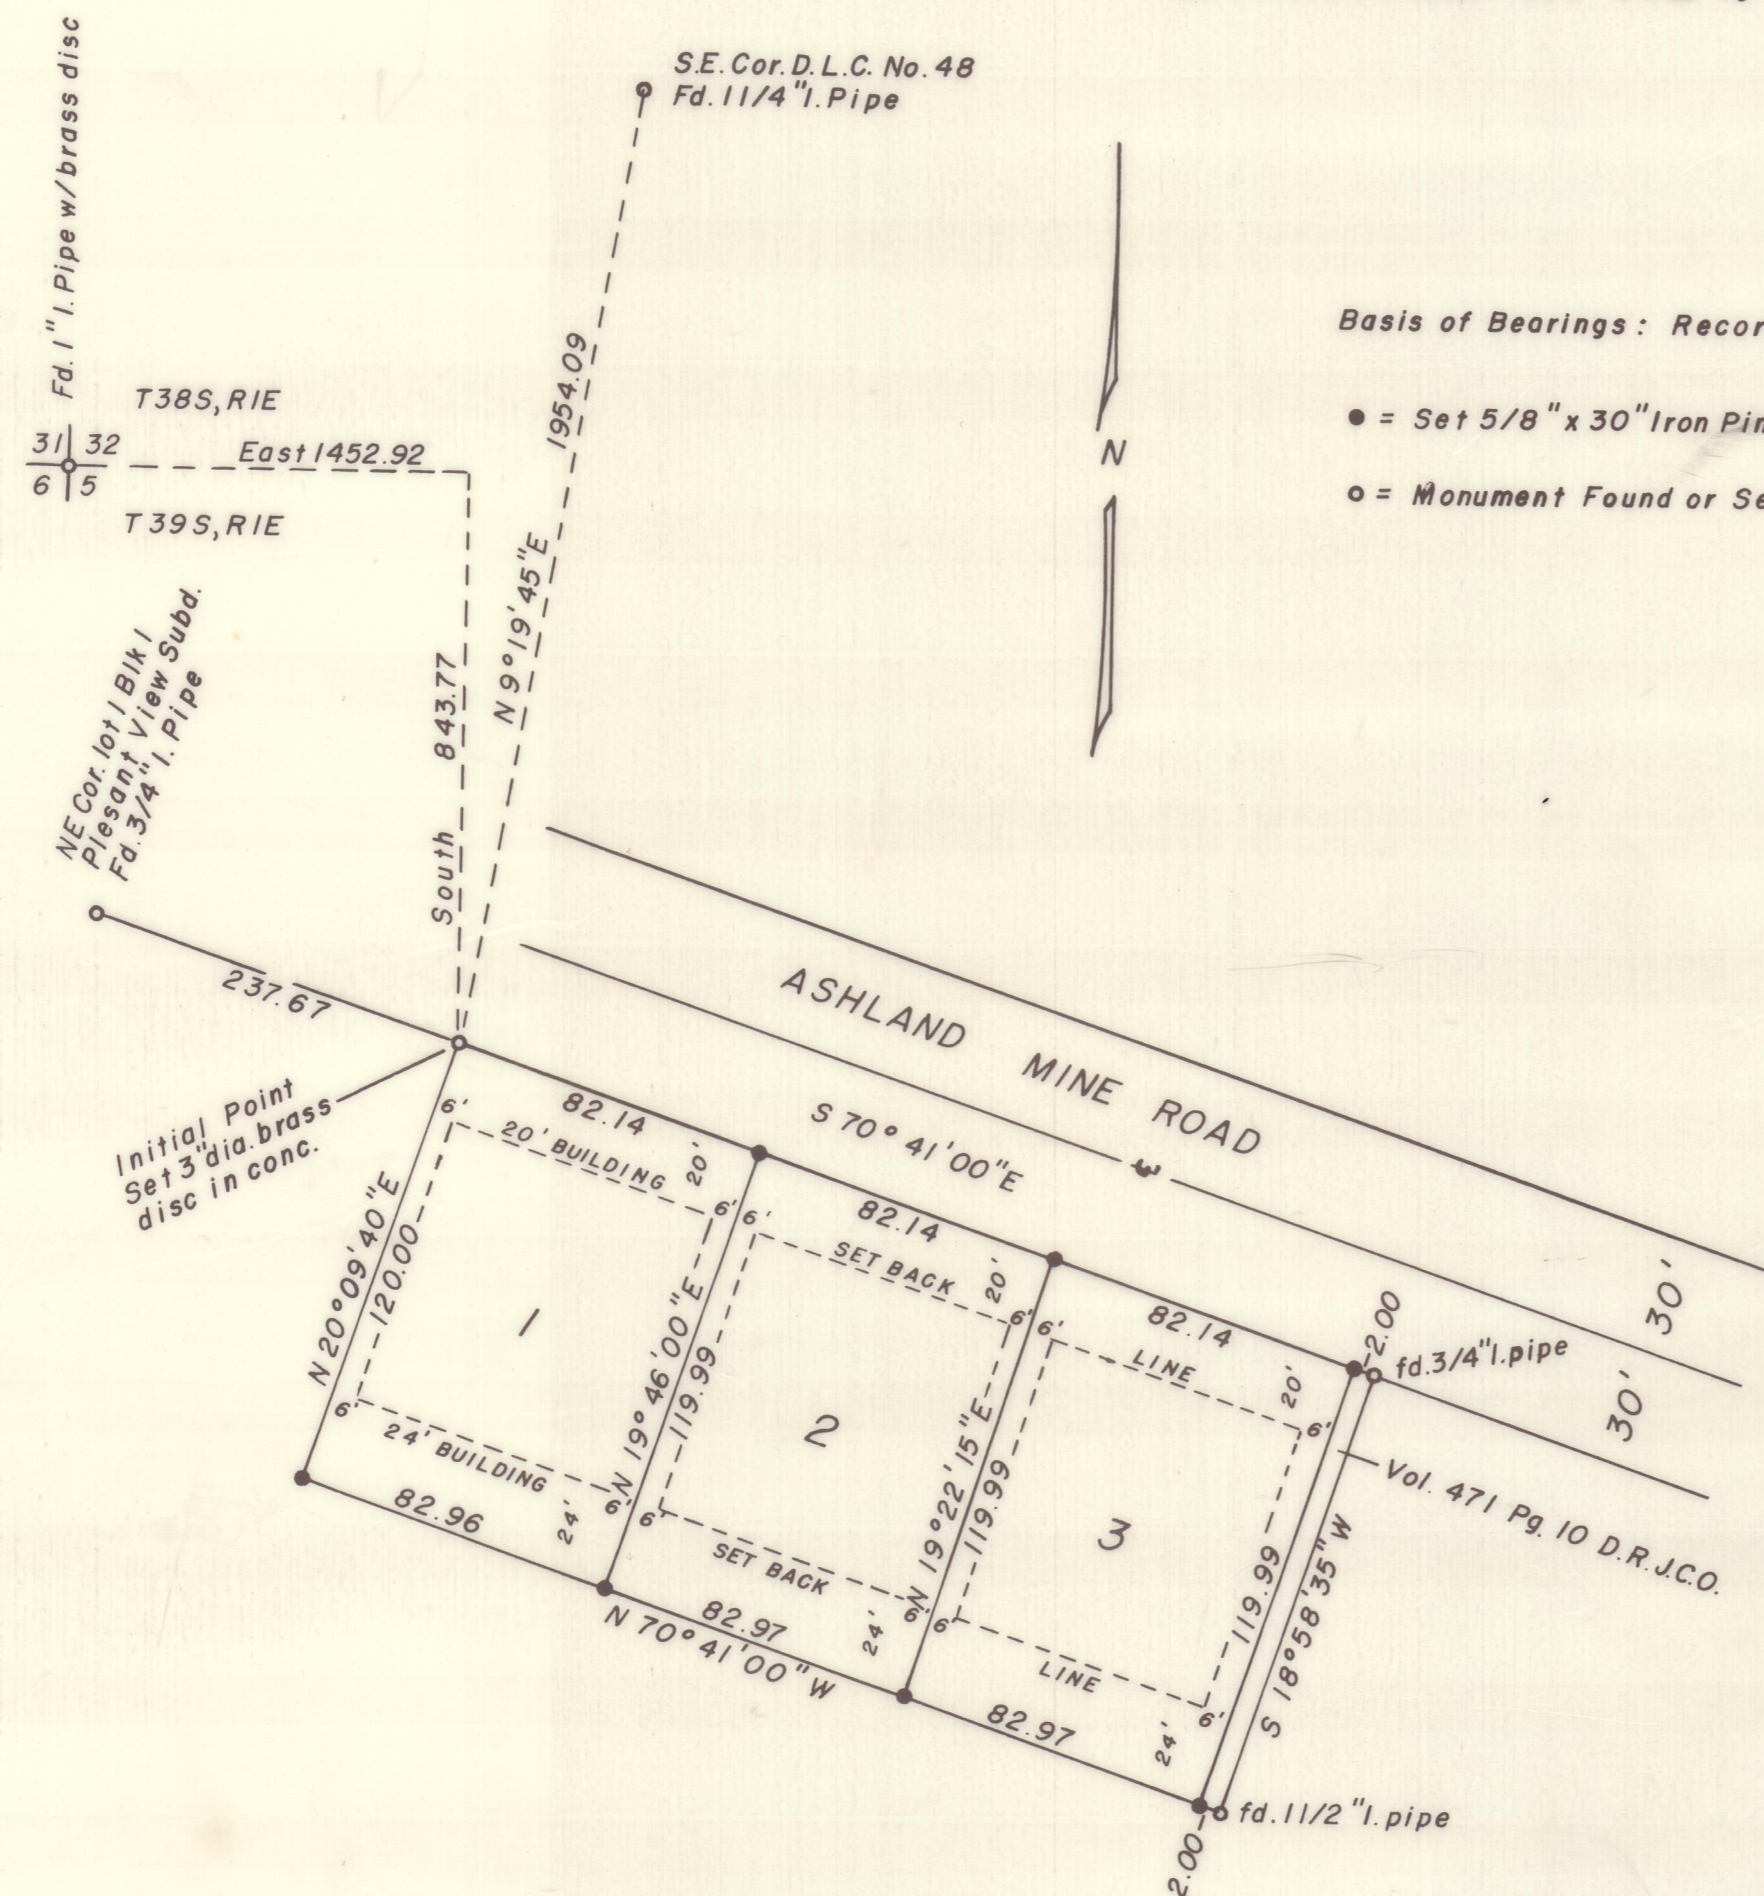 Fd. 1" I. Pipe w/brass disc
S.E. Cor. D.L.C. No. 48
Fd. 1 1/4" I. Pipe
1954.09
N 9°19'45"E
T38S, R1E
31 32
East 1452.92
6 5
T39S, R1E
South 843.77
N
Basis of Bearings: Recor
● = Set 5/8" x 30" Iron Pin
○ = Monument Found or Se
NE Cor. lot 1 Blk 1
Plesant View Subd.
Fd. 3/4" I. Pipe
237.67
Initial Point
Set 3" dia. brass
disc in conc.
ASHLAND MINE ROAD
S 70°41'00"E
30'
30'
82.14
82.14
82.14
2.00
fd. 3/4" I. pipe
6'
20' BUILDING
20'
6'
6'
SET BACK
20'
6'
6'
LINE
20'
6'
N 20°09'40"E
120.00
1
N 19°46'00"E
119.99
2
N 19°22'15"E
119.99
3
119.99
S 18°58'35"W
Vol. 471 Pg. 10 D.R.J.C.O.
6'
24' BUILDING
24'
6'
6'
SET BACK
24'
6'
6'
LINE
24'
6'
82.96
82.97
N 70°41'00"W
82.97
2.00
fd. 1 1/2" I. pipe